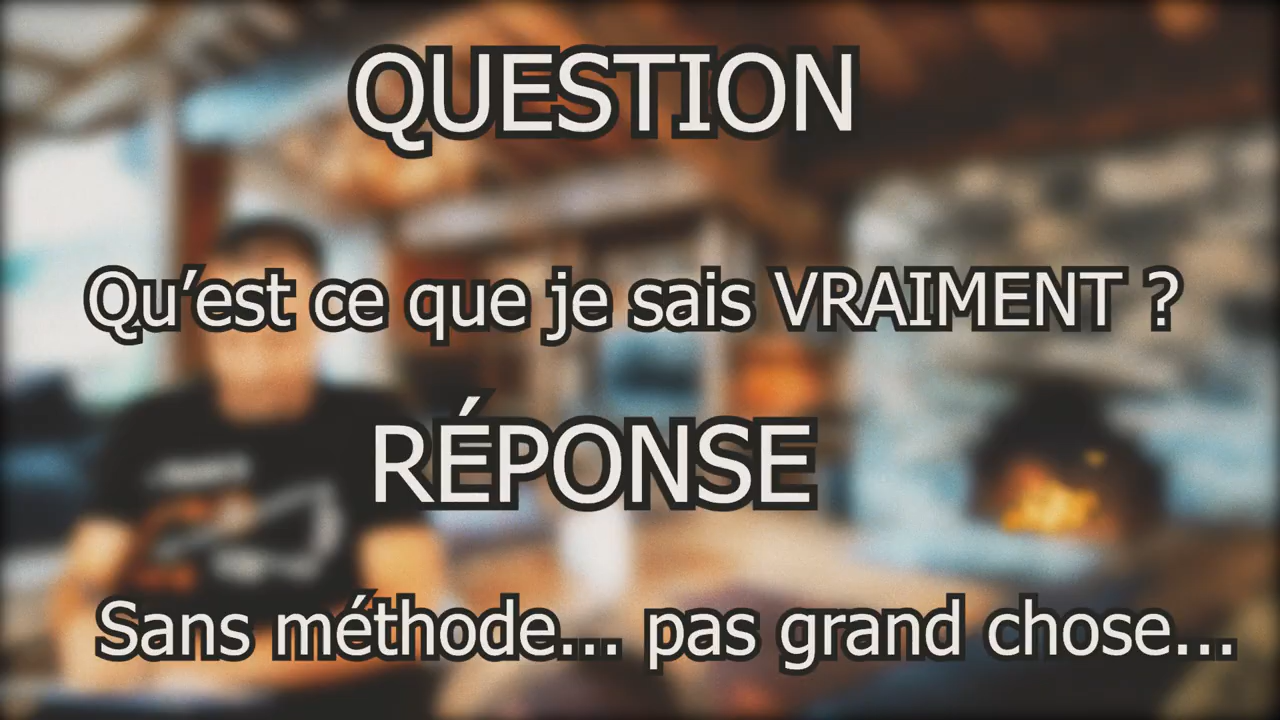 QUESTION
Qu’est ce que je sais VRAIMENT ?
RÉPONSE
Sans méthode... pas grand chose...